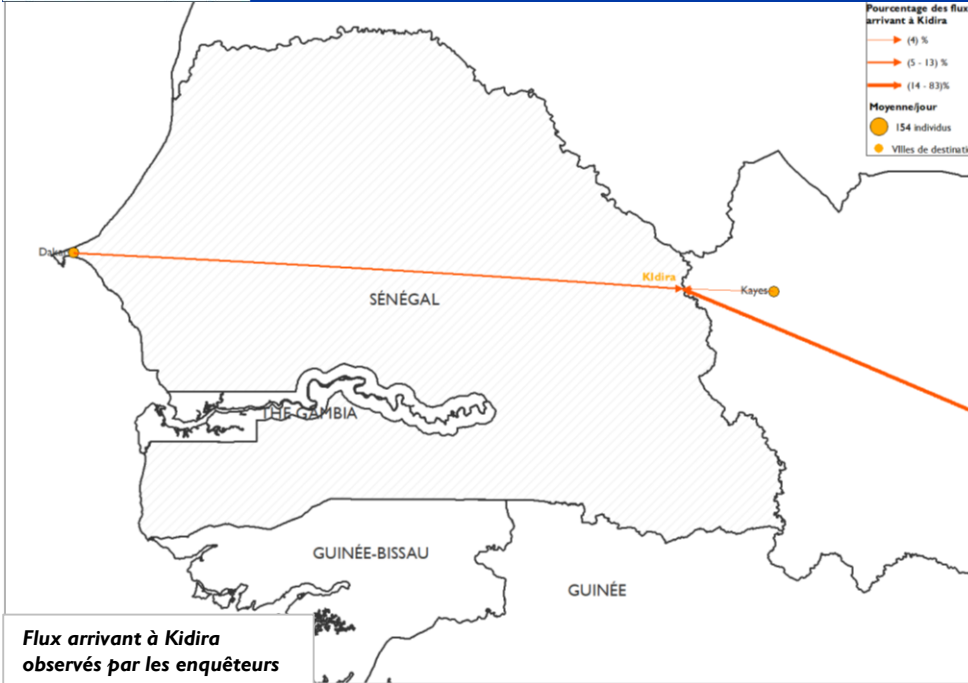 Pourcentage des flux
arrivant à Kidira
(4) %
(5 - 13) %
(14 - 83)%
Moyenne/jour
154 individus
Villes de destinati
KIdira
Kayes
SÉNÉGAL
THE GAMBIA
GUINÉE-BISSAU
GUINÉE
Flux arrivant à Kidira
observés par les enquêteurs